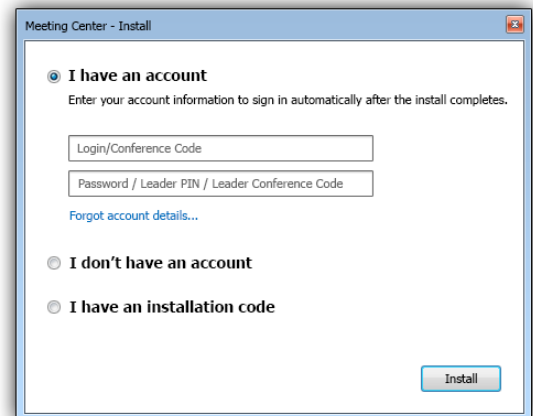 Meeting Center - Install
I have an account
Enter your account information to sign in automatically after the install completes.
Login/Conference Code
Password / Leader PIN / Leader Conference Code
Forgot account details...
I don't have an account
I have an installation code
Install